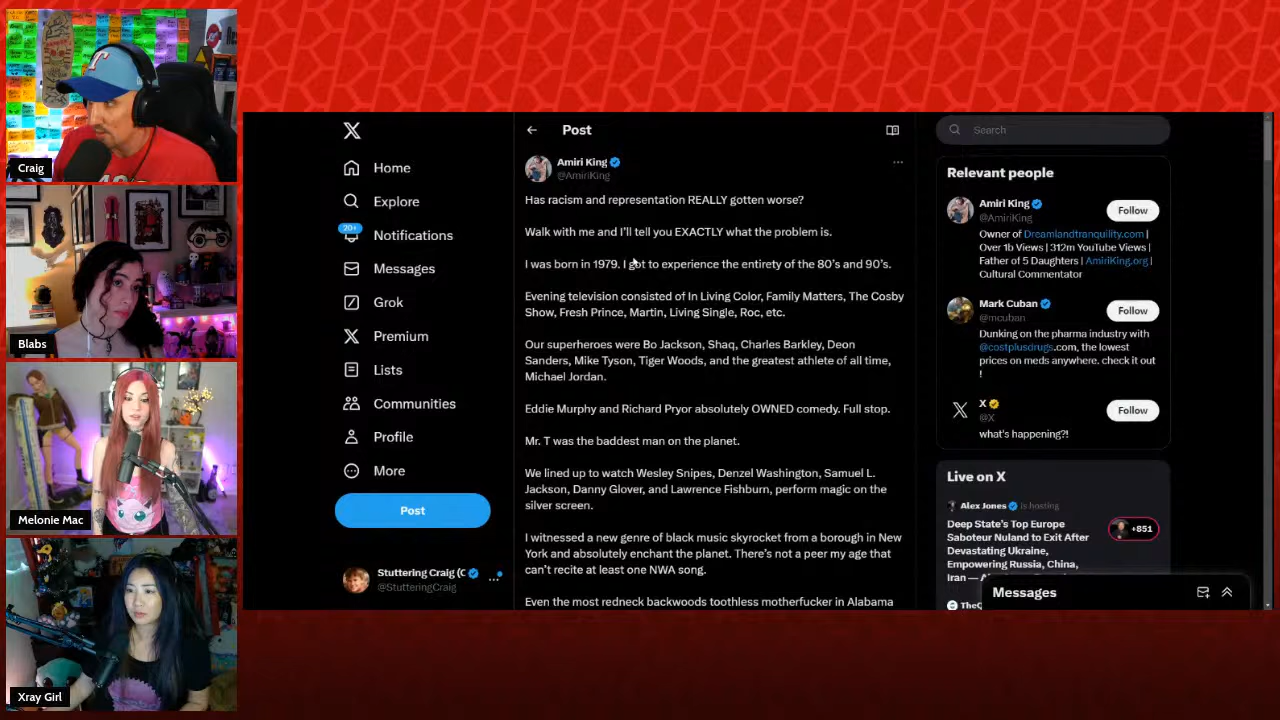 Craig
Blabs
Melonie Mac
Xray Girl
Home
Explore
20+
Notifications
Messages
Grok
Premium
Lists
Communities
Profile
More
Post
Stuttering Craig (C
@StutteringCraig
Post
Amiri King
@AmiriKing
Has racism and representation REALLY gotten worse?
Walk with me and I'll tell you EXACTLY what the problem is.
I was born in 1979. I got to experience the entirety of the 80's and 90's.
Evening television consisted of In Living Color, Family Matters, The Cosby
Show, Fresh Prince, Martin, Living Single, Roc, etc.
Our superheroes were Bo Jackson, Shaq, Charles Barkley, Deon
Sanders, Mike Tyson, Tiger Woods, and the greatest athlete of all time,
Michael Jordan.
Eddie Murphy and Richard Pryor absolutely OWNED comedy. Full stop.
Mr. T was the baddest man on the planet.
We lined up to watch Wesley Snipes, Denzel Washington, Samuel L.
Jackson, Danny Glover, and Lawrence Fishburn, perform magic on the
silver screen.
I witnessed a new genre of black music skyrocket from a borough in New
York and absolutely enchant the planet. There's not a peer my age that
can't recite at least one NWA song.
Even the most redneck backwoods toothless motherfucker in Alabama
Search
Relevant people
Amiri King
@AmiriKing
Follow
Owner of Dreamlandtranquility.com |
Over 1b Views | 312m YouTube Views |
Father of 5 Daughters | AmiriKing.org |
Cultural Commentator
Mark Cuban
@mcuban
Follow
Dunking on the pharma industry with
@costplusdrugs.com, the lowest
prices on meds anywhere. check it out
!
X
@X
Follow
what's happening?!
Live on X
Alex Jones is hosting
Deep State's Top Europe
Saboteur Nuland to Exit After
Devastating Ukraine,
Empowering Russia, China,
Iran —
+851
Messages